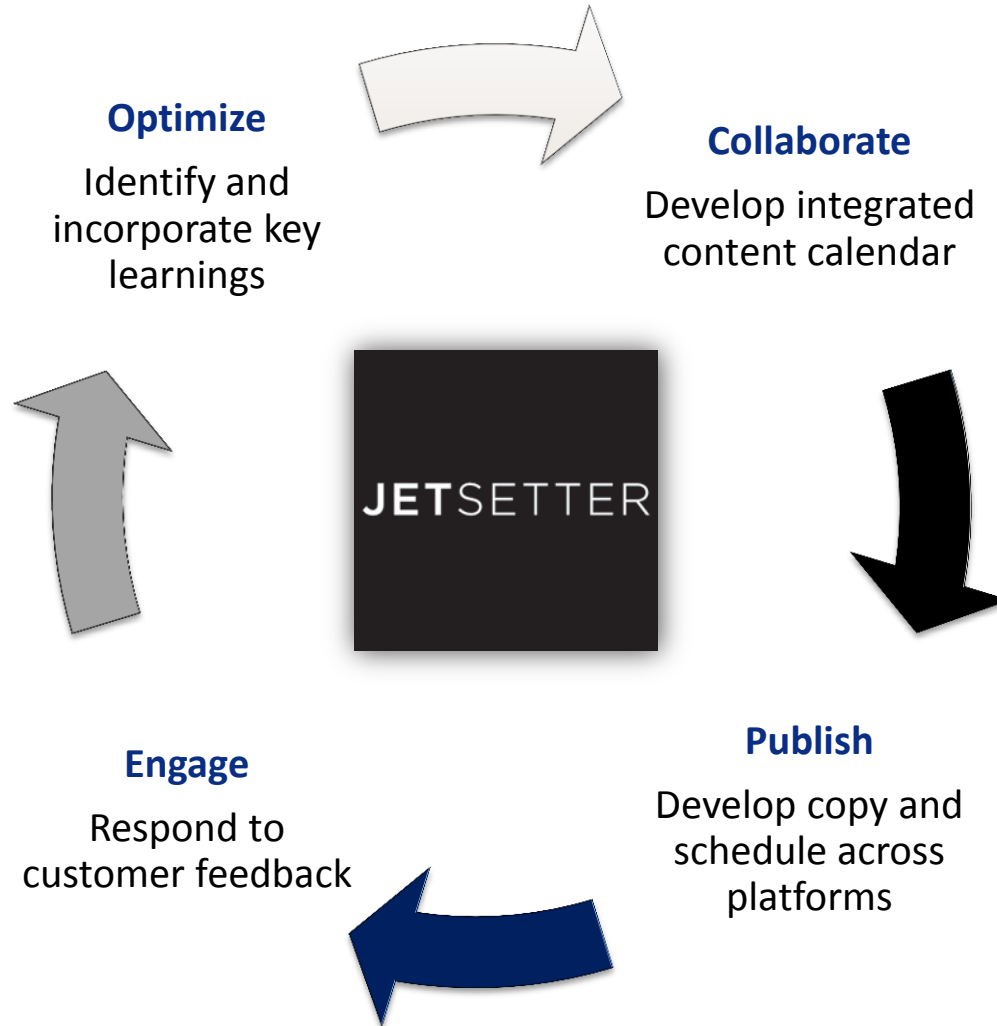 Optimize
Identify and
incorporate key
learnings
Collaborate
Develop integrated
content calendar
JETSETTER
Engage
Respond to
customer feedback
Publish
Develop copy and
schedule across
platforms